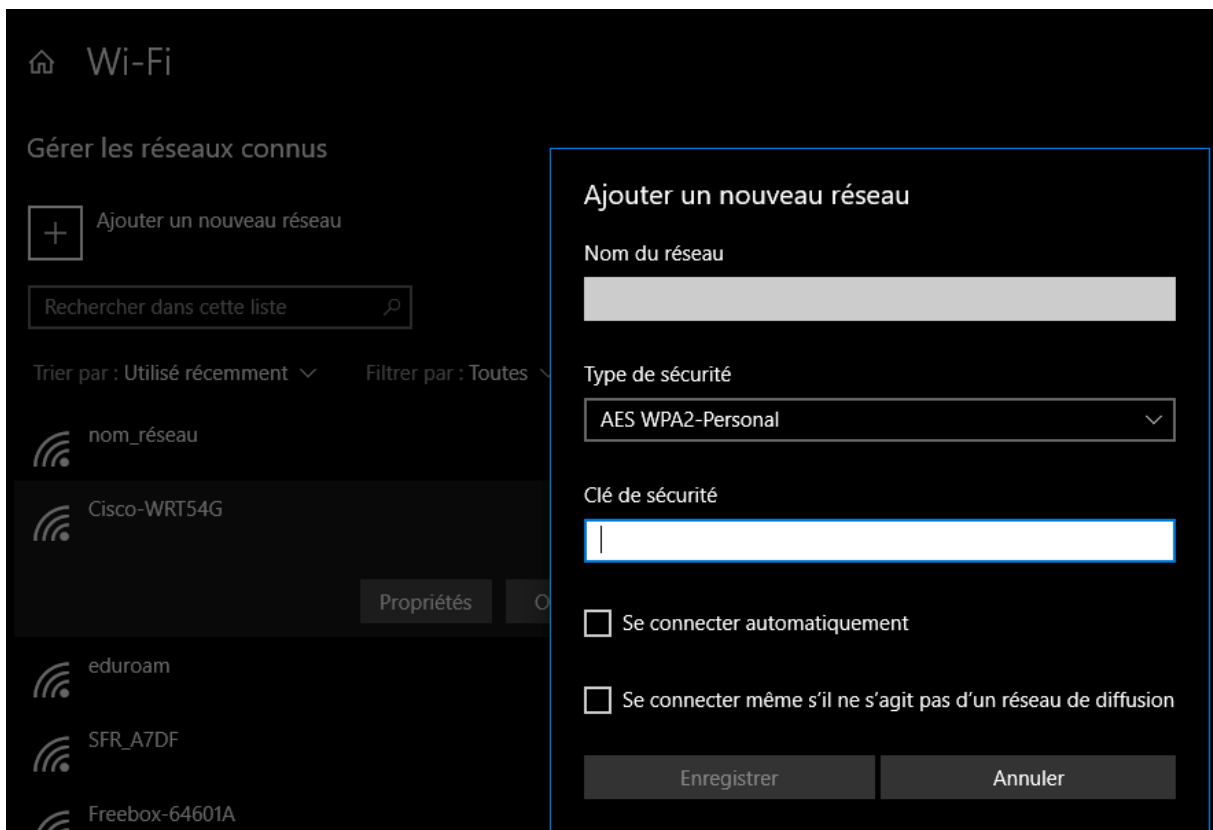 Wi-Fi
Gérer les réseaux connus
Ajouter un nouveau réseau
Rechercher dans cette liste
Trier par : Utilisé récemment
Filtrer par : Toutes
nom_réseau
Cisco-WRT54G
Propriétés
O
eduroam
SFR_A7DF
Freebox-64601A
Ajouter un nouveau réseau
Nom du réseau
Type de sécurité
AES WPA2-Personal
Clé de sécurité
Se connecter automatiquement
Se connecter même s’il ne s’agit pas d’un réseau de diffusion
Enregistrer
Annuler